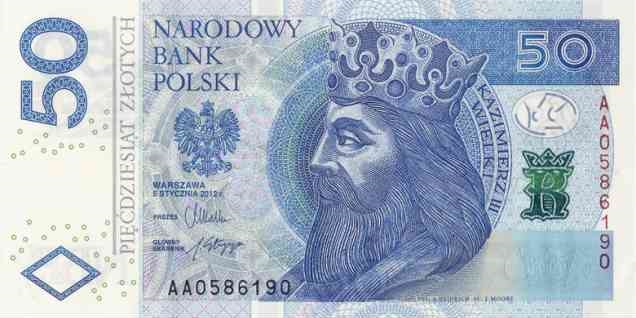 50
PIĘĆDZIESIĄT ZŁOTYCH
NARODOWY
BANK
POLSKI
WARSZAWA
5 STYCZNIA 2012 r.
PREZES
GŁÓWNY
SKARBNIK
AA0586190
50
KAZIMIERZ III
WIELKI
AA0586190